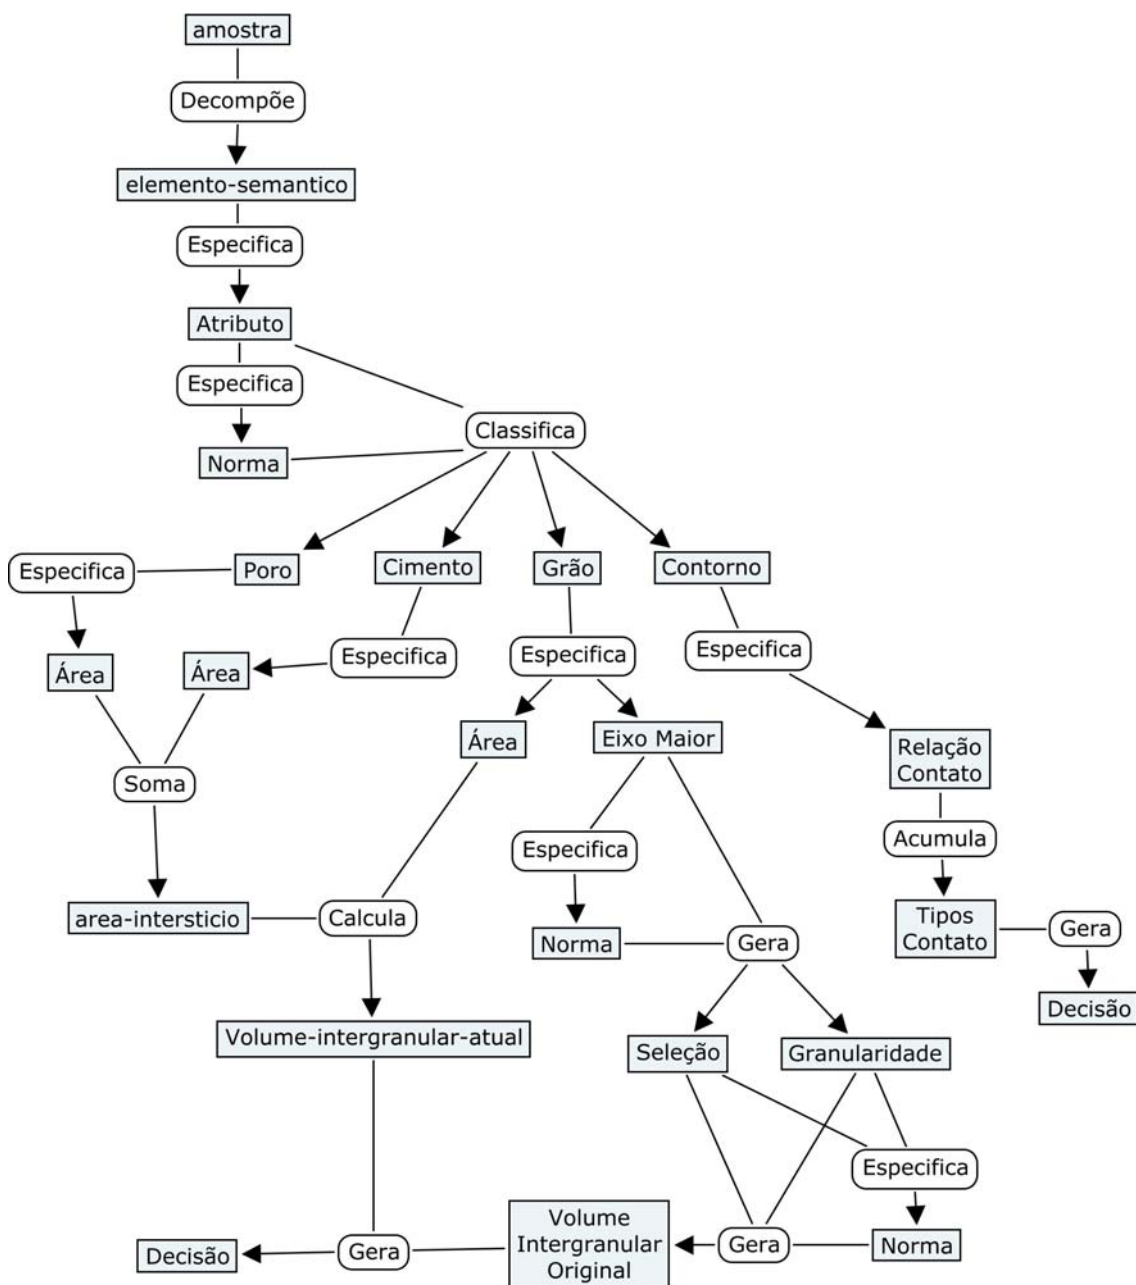 amostra
Decompõe
elemento-semantico
Especifica
Atributo
Especifica
Classifica
Norma
Especifica
Poro
Cimento
Grão
Contorno
Área
Área
Especifica
Especifica
Especifica
Área
Eixo Maior
Relação
Contato
Soma
Especifica
Acumula
area-intersticio
Calcula
Norma
Gera
Tipos
Contato
Gera
Decisão
Volume-intergranular-atual
Seleção
Granularidade
Especifica
Decisão
Gera
Volume
Intergranular
Original
Gera
Norma